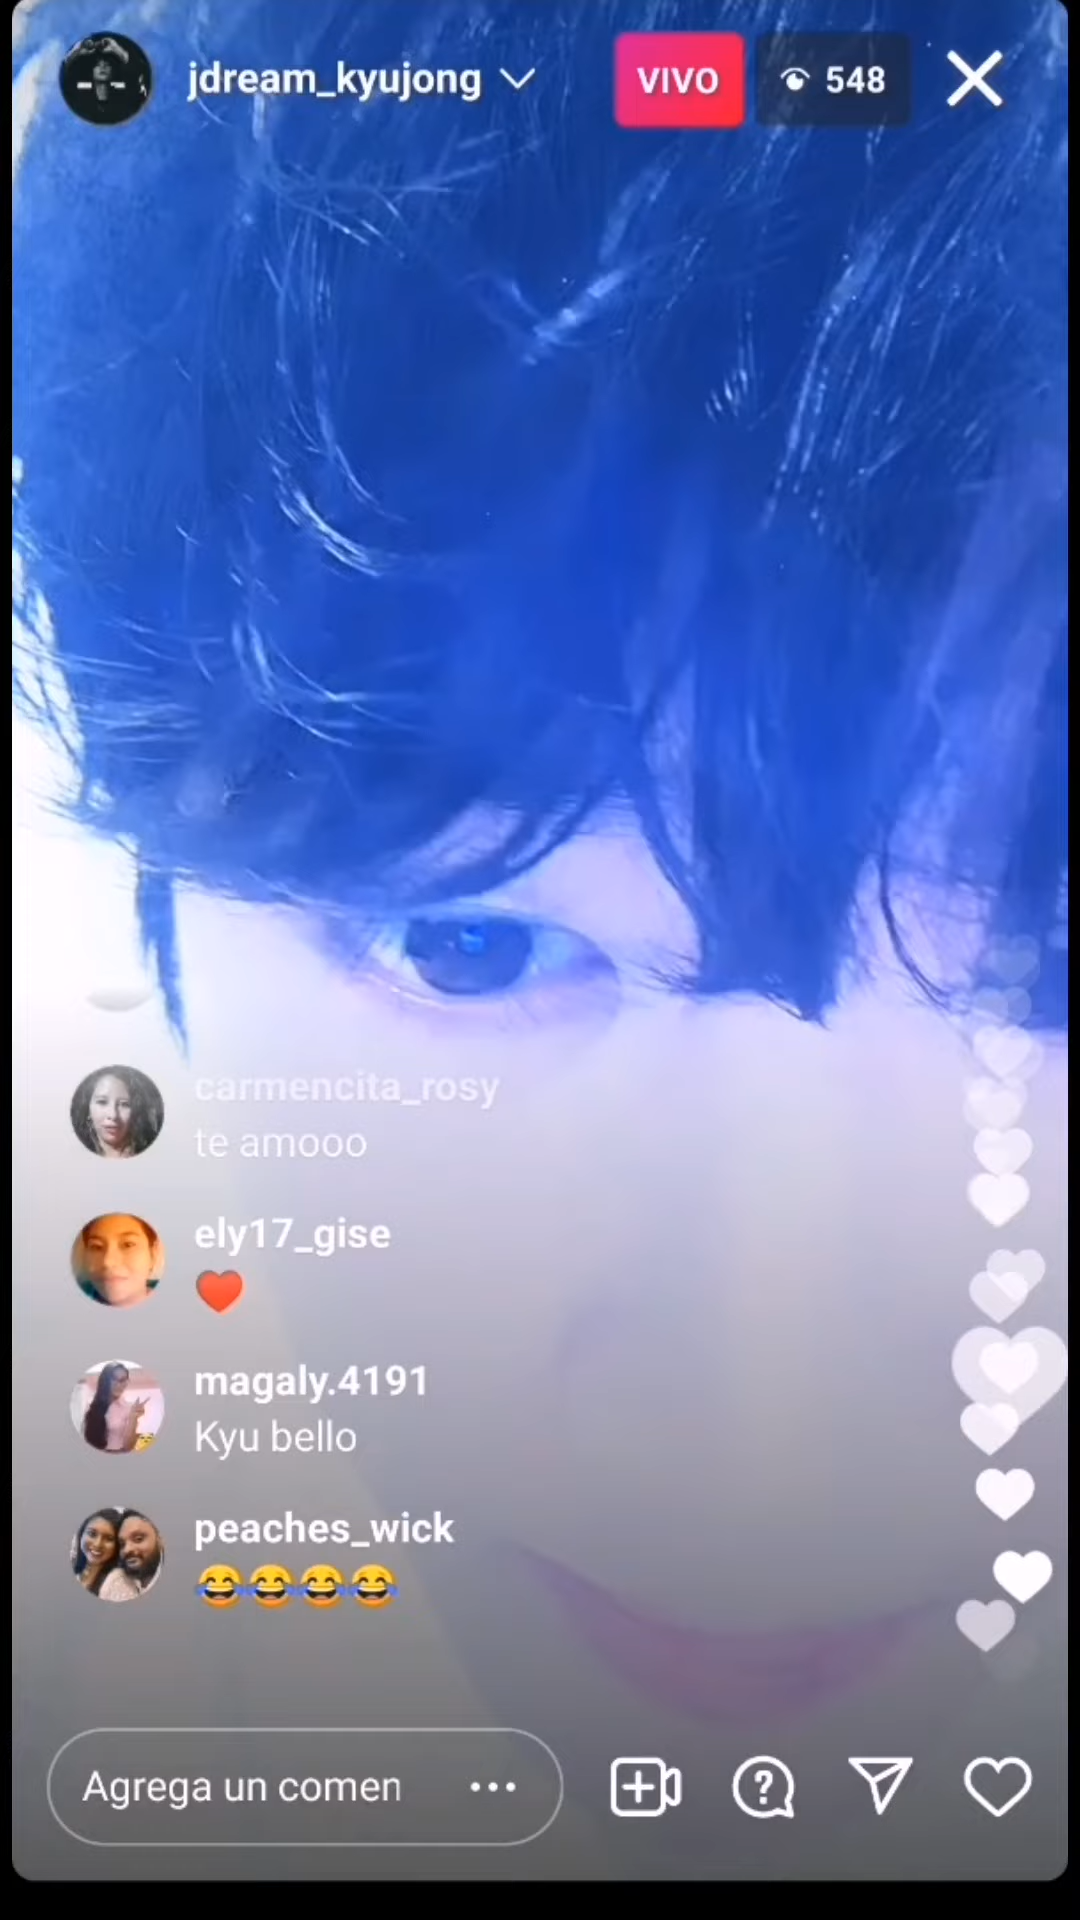 jdream_kyujong
VIVO
548
carmencita_rosy
te amooo
ely17_gise
❤️
magaly.4191
Kyu bello
peaches_wick
😂😂😂😂
Agrega un comen